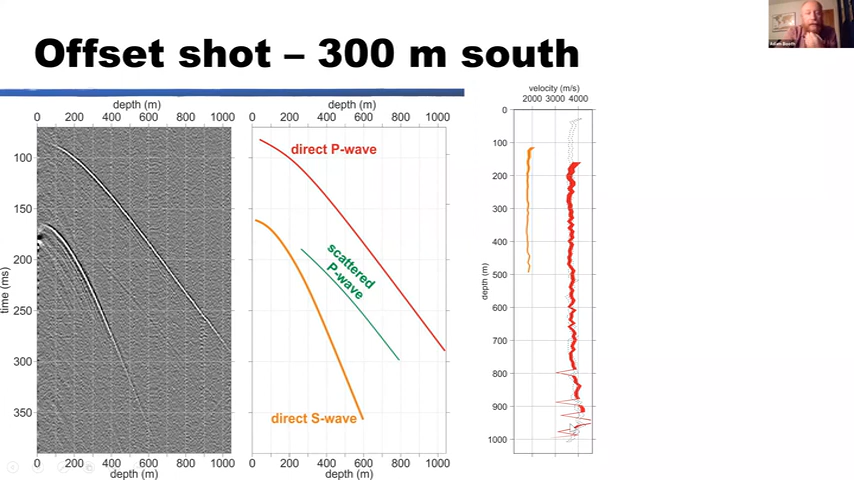 Offset shot – 300 m south
Adam Booth
depth (m)
0 200 400 600 800 1000
time (ms)
100
150
200
250
300
350
0 200 400 600 800 1000
depth (m)
depth (m)
0 200 400 600 800 1000
direct P-wave
scattered
P-wave
direct S-wave
0 200 400 600 800 1000
depth (m)
velocity (m/s)
2000 3000 4000
depth (m)
0
100
200
300
400
500
600
700
800
900
1000